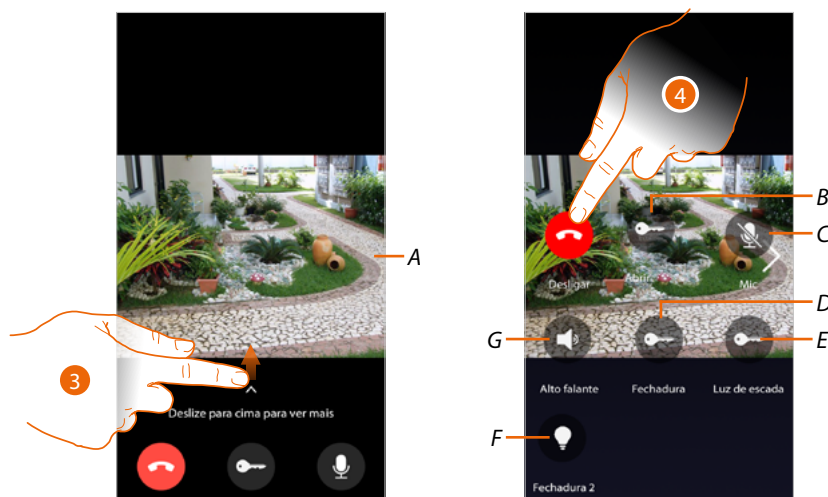 3
Deslize para cima para ver mais
A
4
B
C
Desligar
Abrir
Mic
D
E
G
Alto falante
Fechadura
Luz de escada
F
Fechadura 2